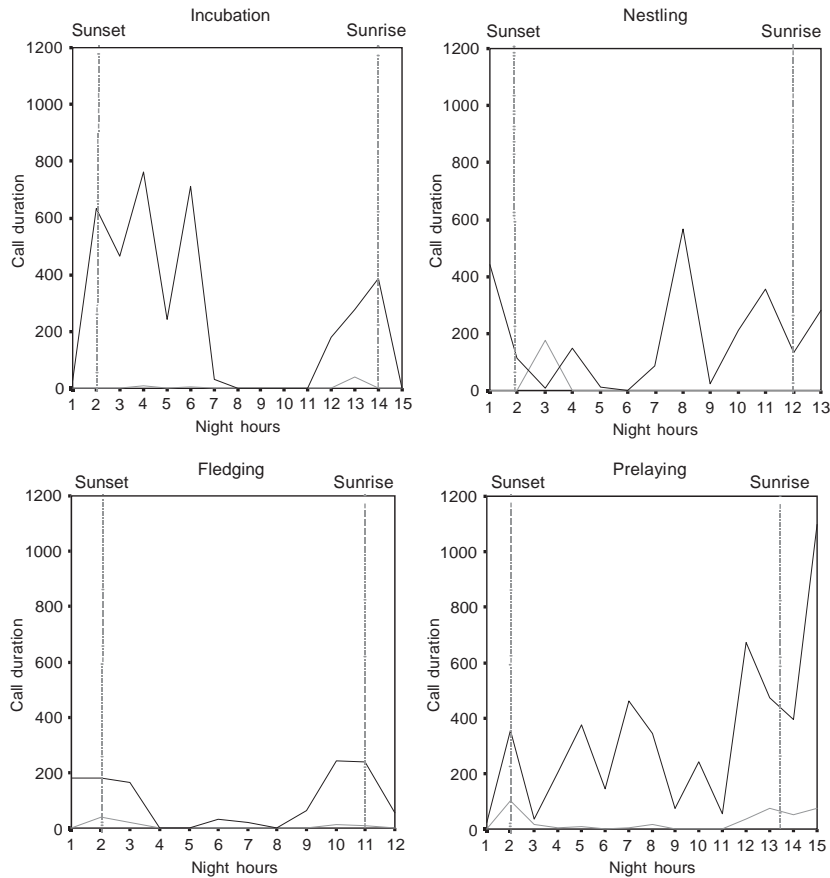 Incubation
Sunset Sunrise
1200
1000
800
600
400
200
0
Call duration
1 2 3 4 5 6 7 8 9 10 11 12 13 14 15
Night hours
Nestling
Sunset Sunrise
1200
1000
800
600
400
200
0
Call duration
1 2 3 4 5 6 7 8 9 10 11 12 13
Night hours
Fledging
Sunset Sunrise
1200
1000
800
600
400
200
0
Call duration
1 2 3 4 5 6 7 8 9 10 11 12
Night hours
Prelaying
Sunset Sunrise
1200
1000
800
600
400
200
0
Call duration
1 2 3 4 5 6 7 8 9 10 11 12 13 14 15
Night hours